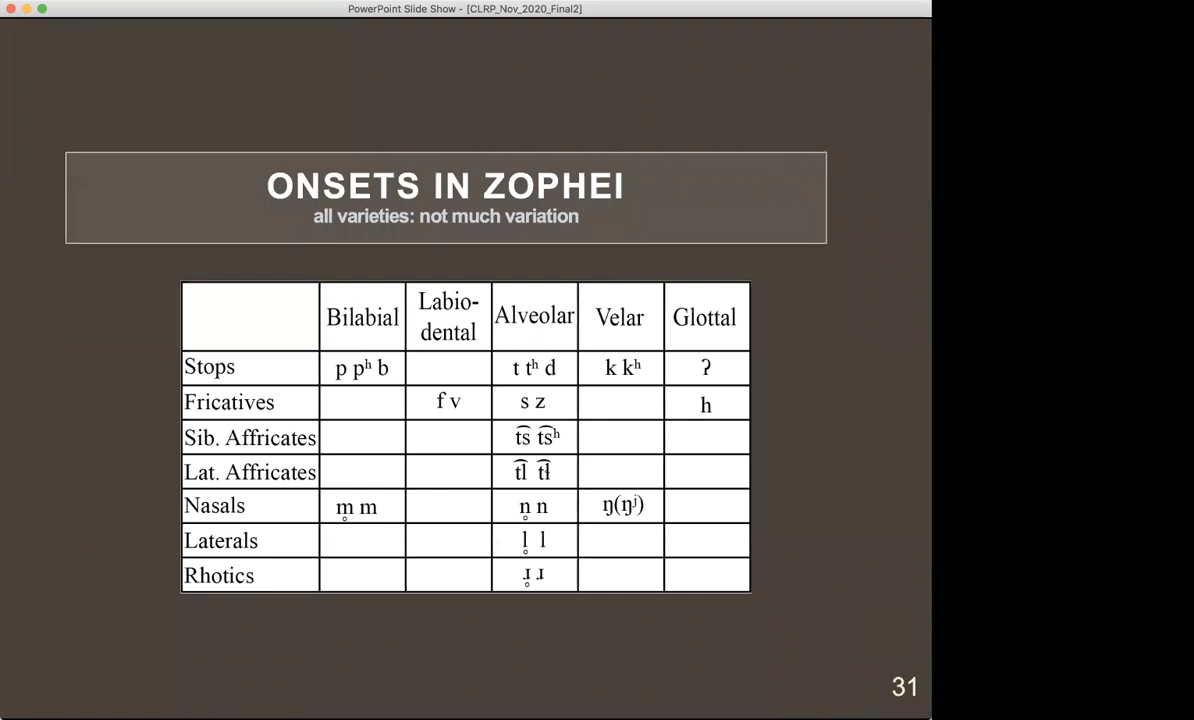 PowerPoint Slide Show - [CLRP_Nov_2020_Final2]
ONSETS IN ZOPHEI
all varieties: not much variation
Bilabial Labio-dental Alveolar Velar Glottal
Stops p pʰ b t tʰ d k kʰ ʔ
Fricatives f v s z h
Sib. Affricates t͡s t͡sʰ
Lat. Affricates t͡l t͡ɫ
Nasals m̥ m n̥ n ŋ(ŋʲ)
Laterals l̥ l
Rhotics ɹ̥ ɹ
31